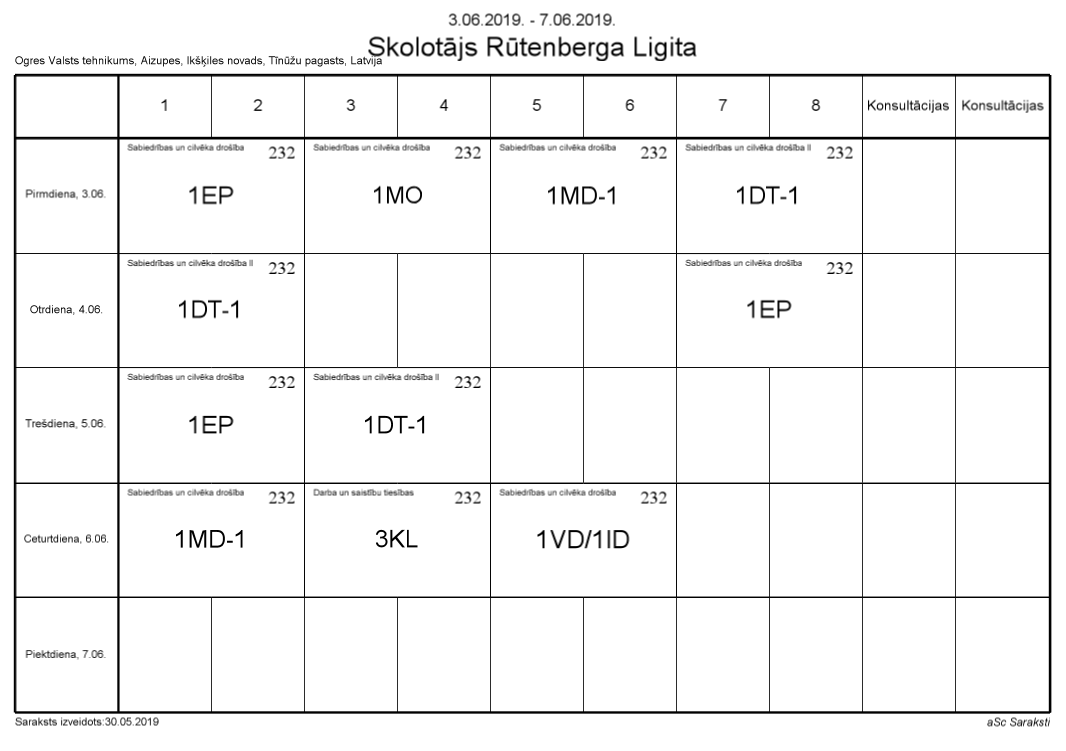 3.06.2019. - 7.06.2019.
Skolotājs Rūtenberga Ligita
Ogres Valsts tehnikums, Aizupes, Ikšķiles novads, Tīnūžu pagasts, Latvija
1 2 3 4 5 6 7 8 Konsultācijas Konsultācijas
Sabiedrības un cilvēka drošība 232 Sabiedrības un cilvēka drošība 232 Sabiedrības un cilvēka drošība 232 Sabiedrības un cilvēka drošība II 232
Pirmdiena, 3.06. 1EP 1MO 1MD-1 1DT-1
Sabiedrības un cilvēka drošība II 232 Sabiedrības un cilvēka drošība 232
Otrdiena, 4.06. 1DT-1 1EP
Sabiedrības un cilvēka drošība 232 Sabiedrības un cilvēka drošība II 232
Trešdiena, 5.06. 1EP 1DT-1
Sabiedrības un cilvēka drošība 232 Darba un saistību tiesības 232 Sabiedrības un cilvēka drošība 232
Ceturtdiena, 6.06. 1MD-1 3KL 1VD/1ID
Piektdiena, 7.06.
Saraksts izveidots:30.05.2019 aSc Saraksti